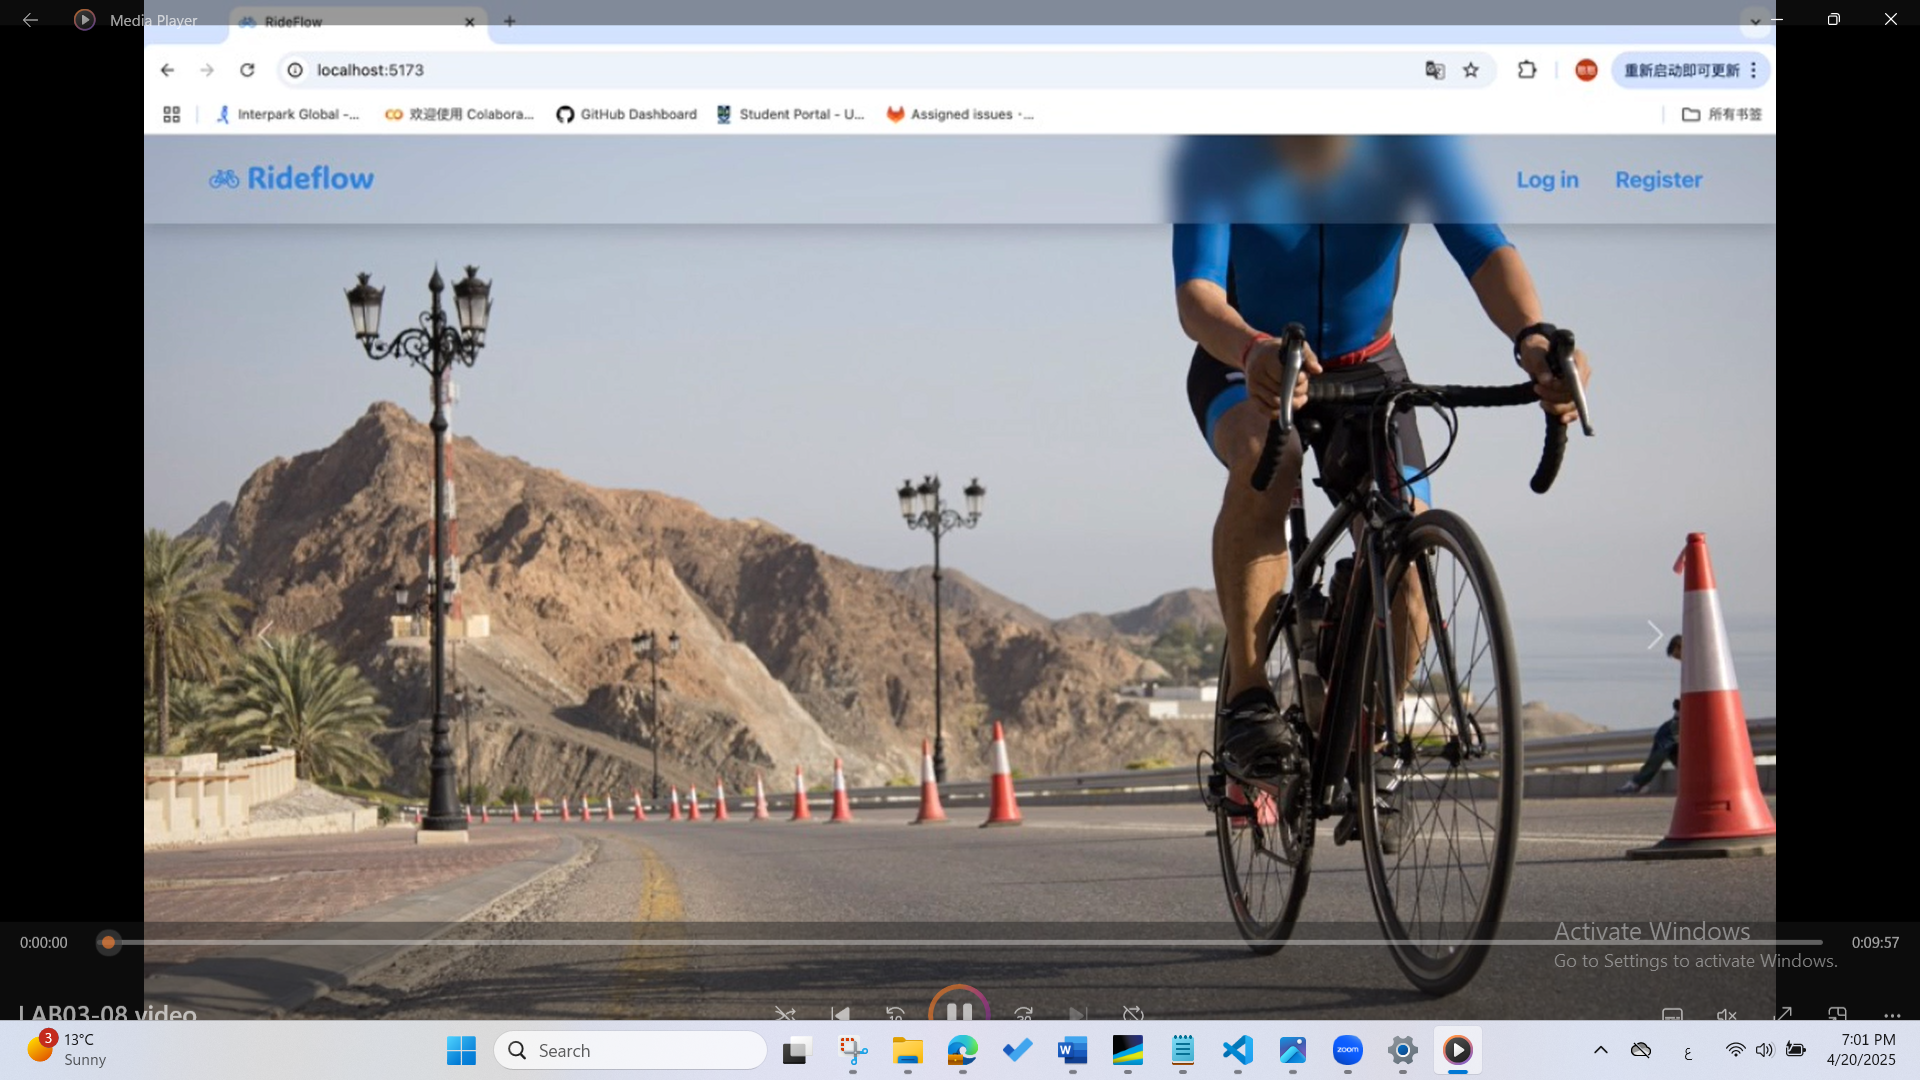 Media Player
RideFlow
localhost:5173
重新启动即可更新
Interpark Global -...
欢迎使用 Colabora...
GitHub Dashboard
Student Portal - U...
Assigned issues · ...
所有书签
Rideflow
Log in
Register
Activate Windows
Go to Settings to activate Windows.
0:00:00
0:09:57
LAB03-08 video
10
30
3
13°C
Sunny
Search
W
zoom
ع
7:01 PM
4/20/2025